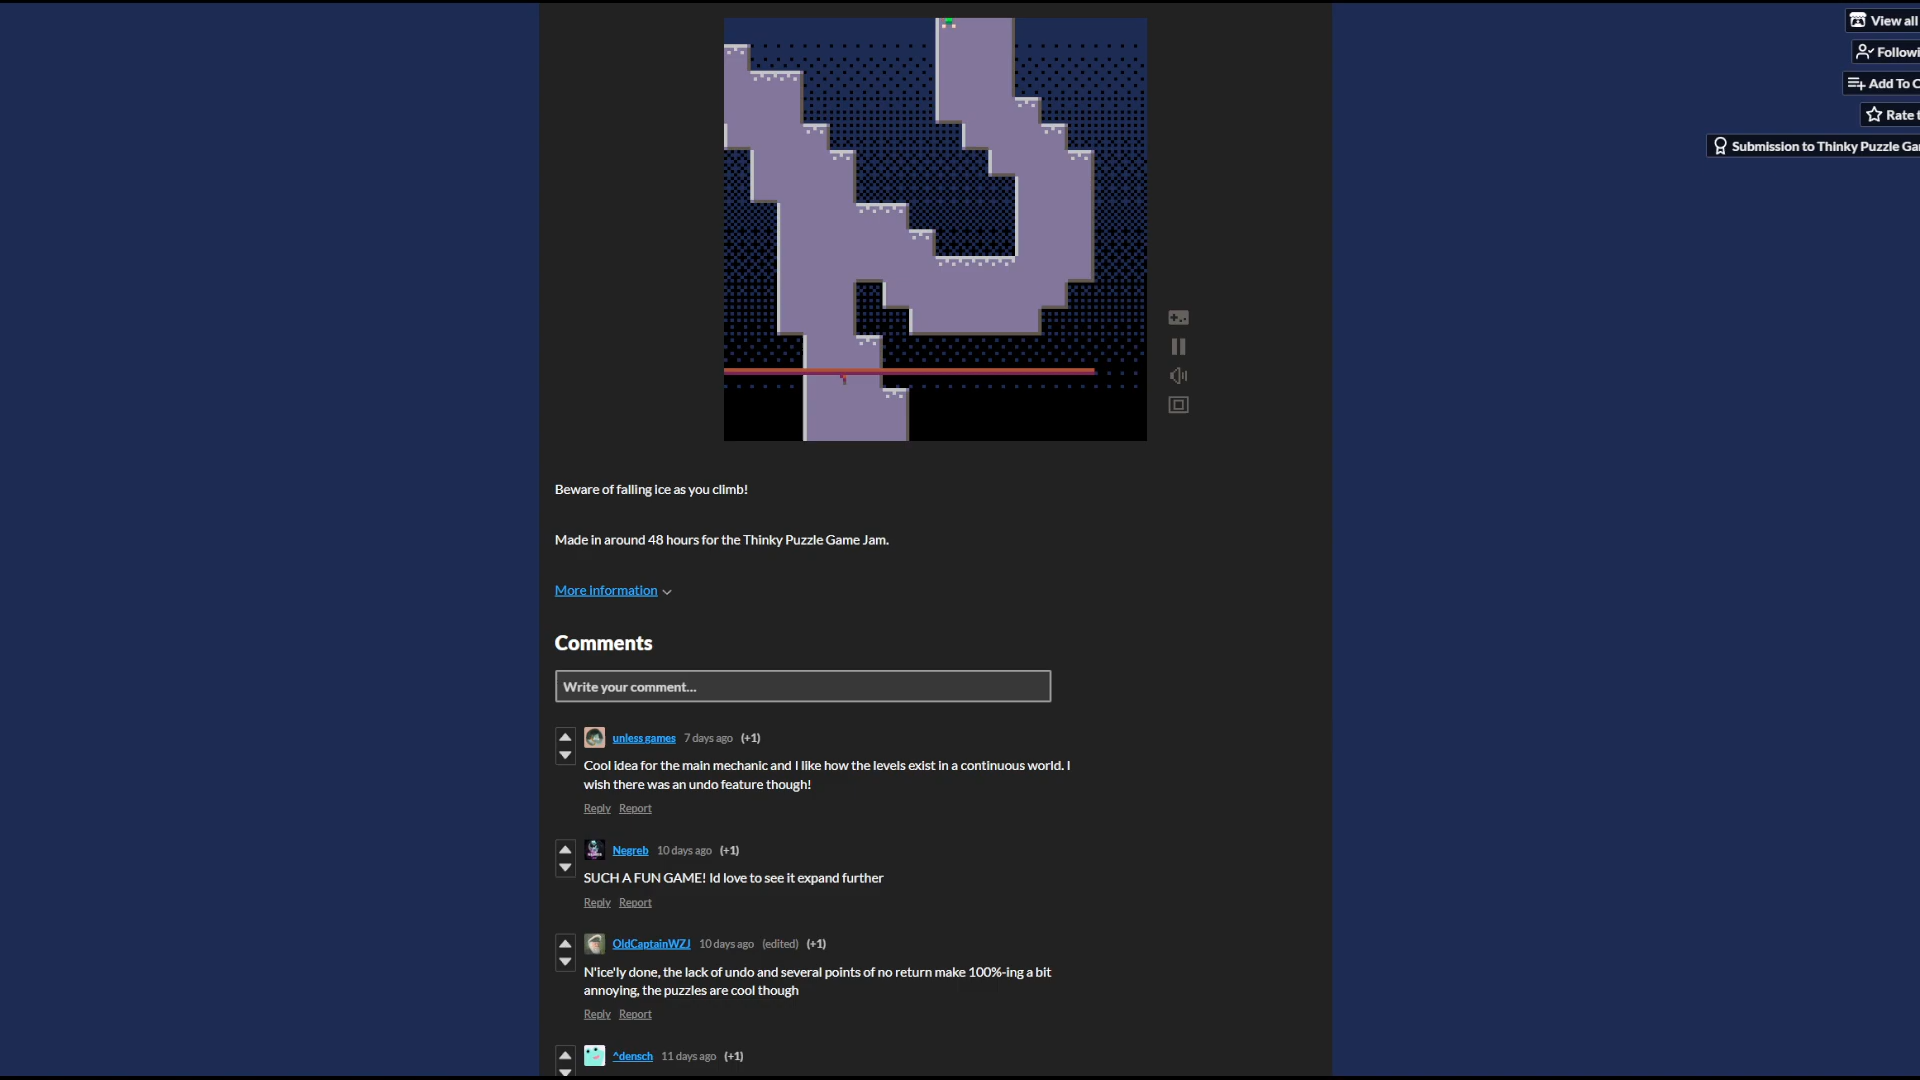 View all
Followi
Add To C
Rate t
Submission to Thinky Puzzle Ga
Beware of falling ice as you climb!
Made in around 48 hours for the Thinky Puzzle Game Jam.
More information
Comments
Write your comment...
unless games 7 days ago (+1)
Cool idea for the main mechanic and I like how the levels exist in a continuous world. I
wish there was an undo feature though!
Reply Report
Negreb 10 days ago (+1)
SUCH A FUN GAME! Id love to see it expand further
Reply Report
OldCaptainWZJ 10 days ago (edited) (+1)
N'ice'ly done, the lack of undo and several points of no return make 100%-ing a bit
annoying, the puzzles are cool though
Reply Report
^densch 11 days ago (+1)